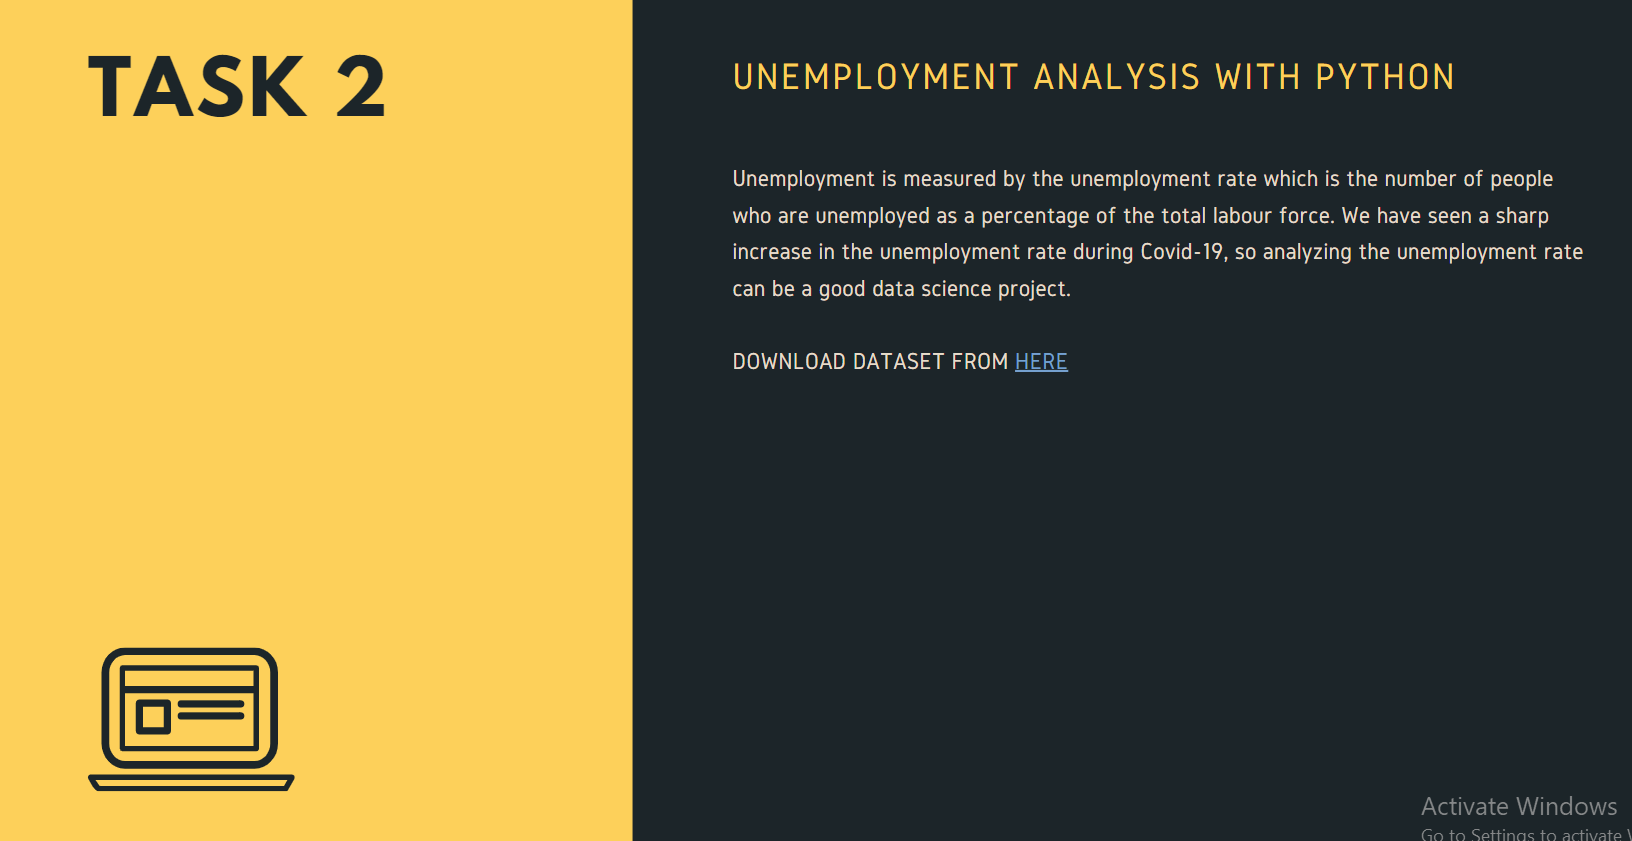 TASK 2
UNEMPLOYMENT ANALYSIS WITH PYTHON
Unemployment is measured by the unemployment rate which is the number of people
who are unemployed as a percentage of the total labour force. We have seen a sharp
increase in the unemployment rate during Covid-19, so analyzing the unemployment rate
can be a good data science project.
DOWNLOAD DATASET FROM HERE
Activate Windows
Go to Settings to activate